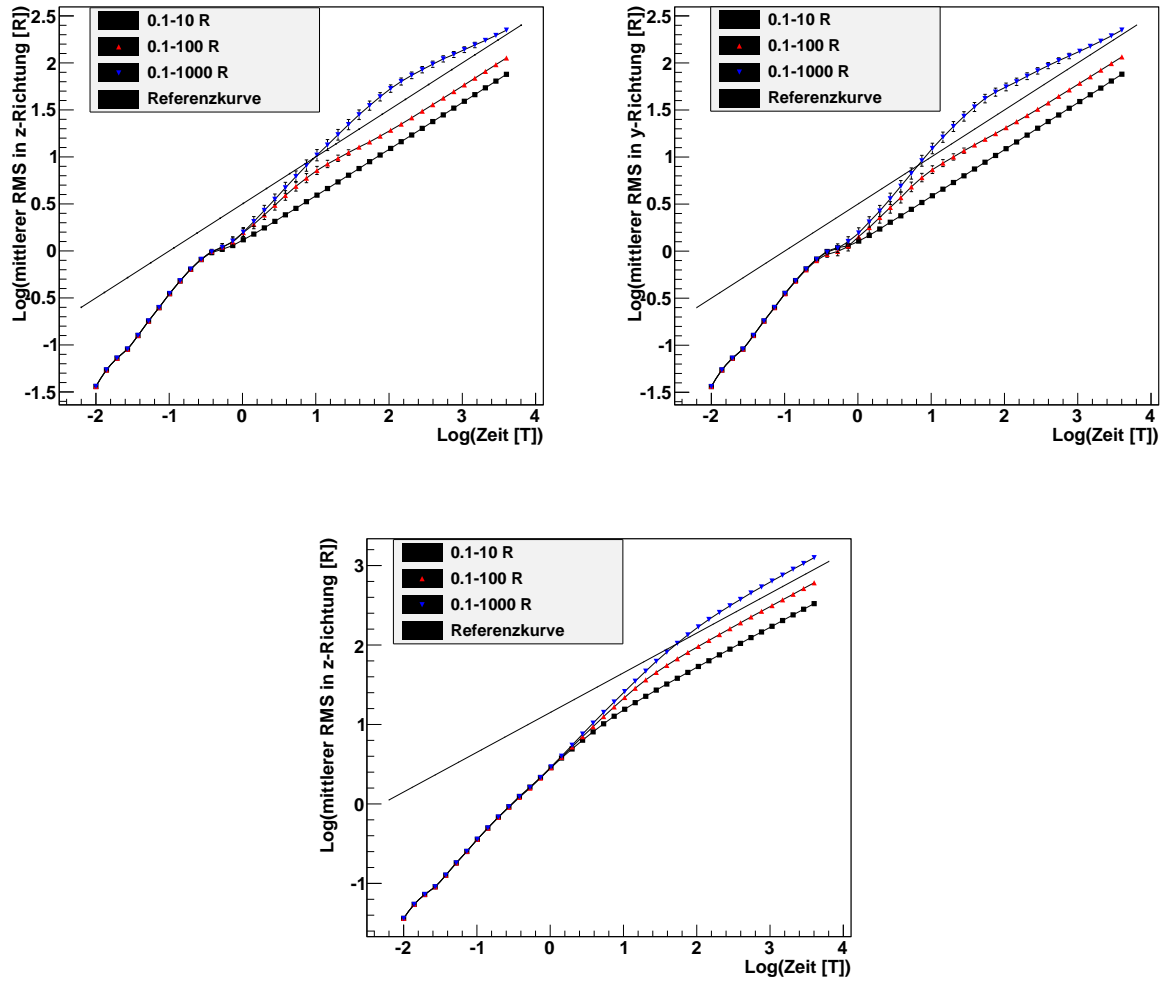 2.5
2
1.5
1
0.5
0
-0.5
-1
-1.5
Log(mittlerer RMS in z-Richtung [R])
0.1-10 R
0.1-100 R
0.1-1000 R
Referenzkurve
-2 -1 0 1 2 3 4
Log(Zeit [T])
2.5
2
1.5
1
0.5
0
-0.5
-1
-1.5
Log(mittlerer RMS in y-Richtung [R])
0.1-10 R
0.1-100 R
0.1-1000 R
Referenzkurve
-2 -1 0 1 2 3 4
Log(Zeit [T])
3
2
1
0
-1
Log(mittlerer RMS in z-Richtung [R])
0.1-10 R
0.1-100 R
0.1-1000 R
Referenzkurve
-2 -1 0 1 2 3 4
Log(Zeit [T])